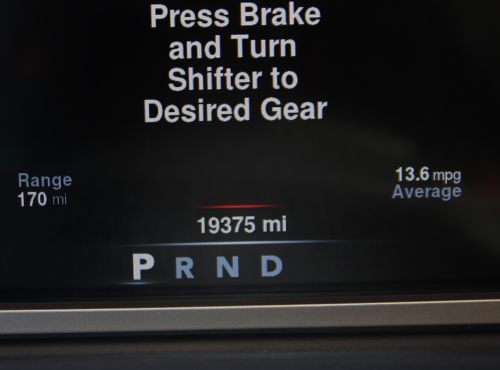 Press Brake
and Turn
Shifter to
Desired Gear
Range
170 mi
13.6 mpg
Average
19375 mi
P R N D